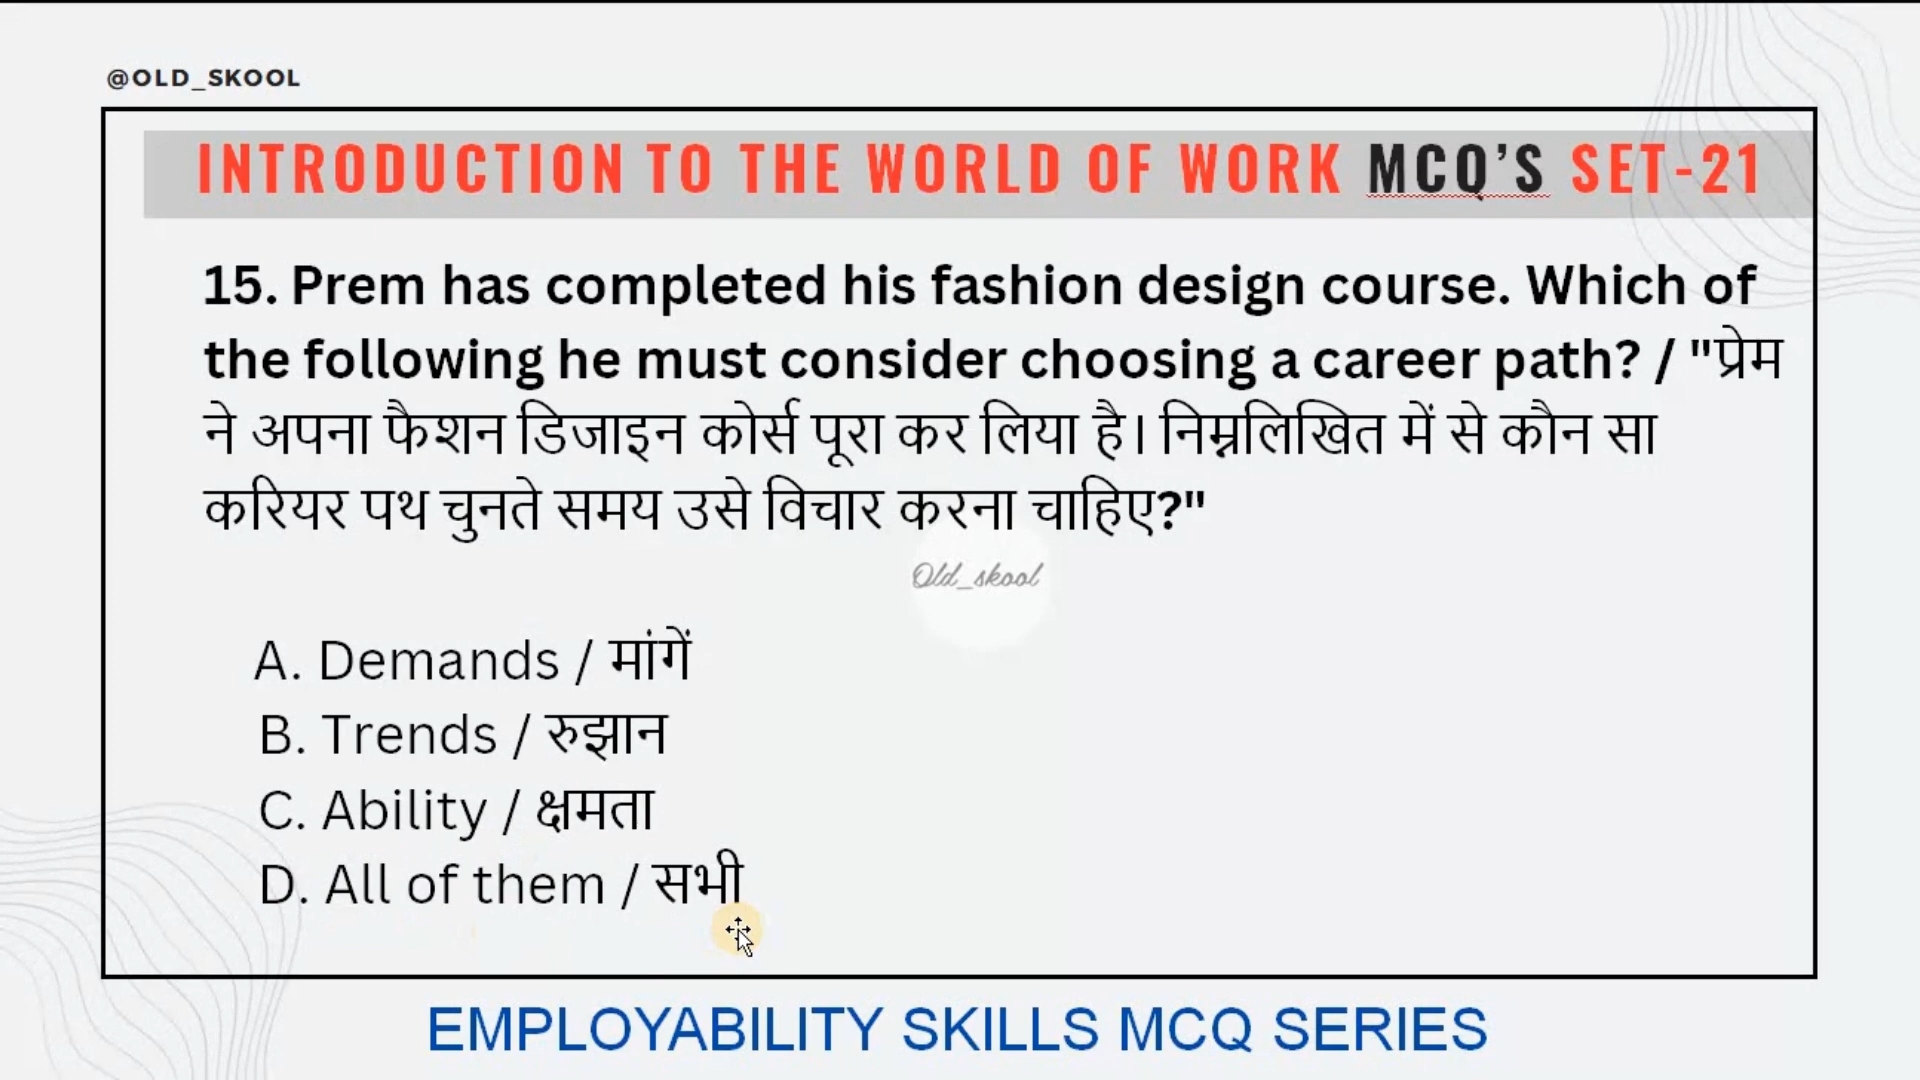 @OLD_SKOOL
INTRODUCTION TO THE WORLD OF WORK MCQ'S SET-21
15. Prem has completed his fashion design course. Which of
the following he must consider choosing a career path? / "प्रेम
ने अपना फैशन डिजाइन कोर्स पूरा कर लिया है। निम्नलिखित में से कौन सा
करियर पथ चुनते समय उसे विचार करना चाहिए?"
Old_skool
A. Demands / मांगें
B. Trends / रुझान
C. Ability / क्षमता
D. All of them / सभी
EMPLOYABILITY SKILLS MCQ SERIES